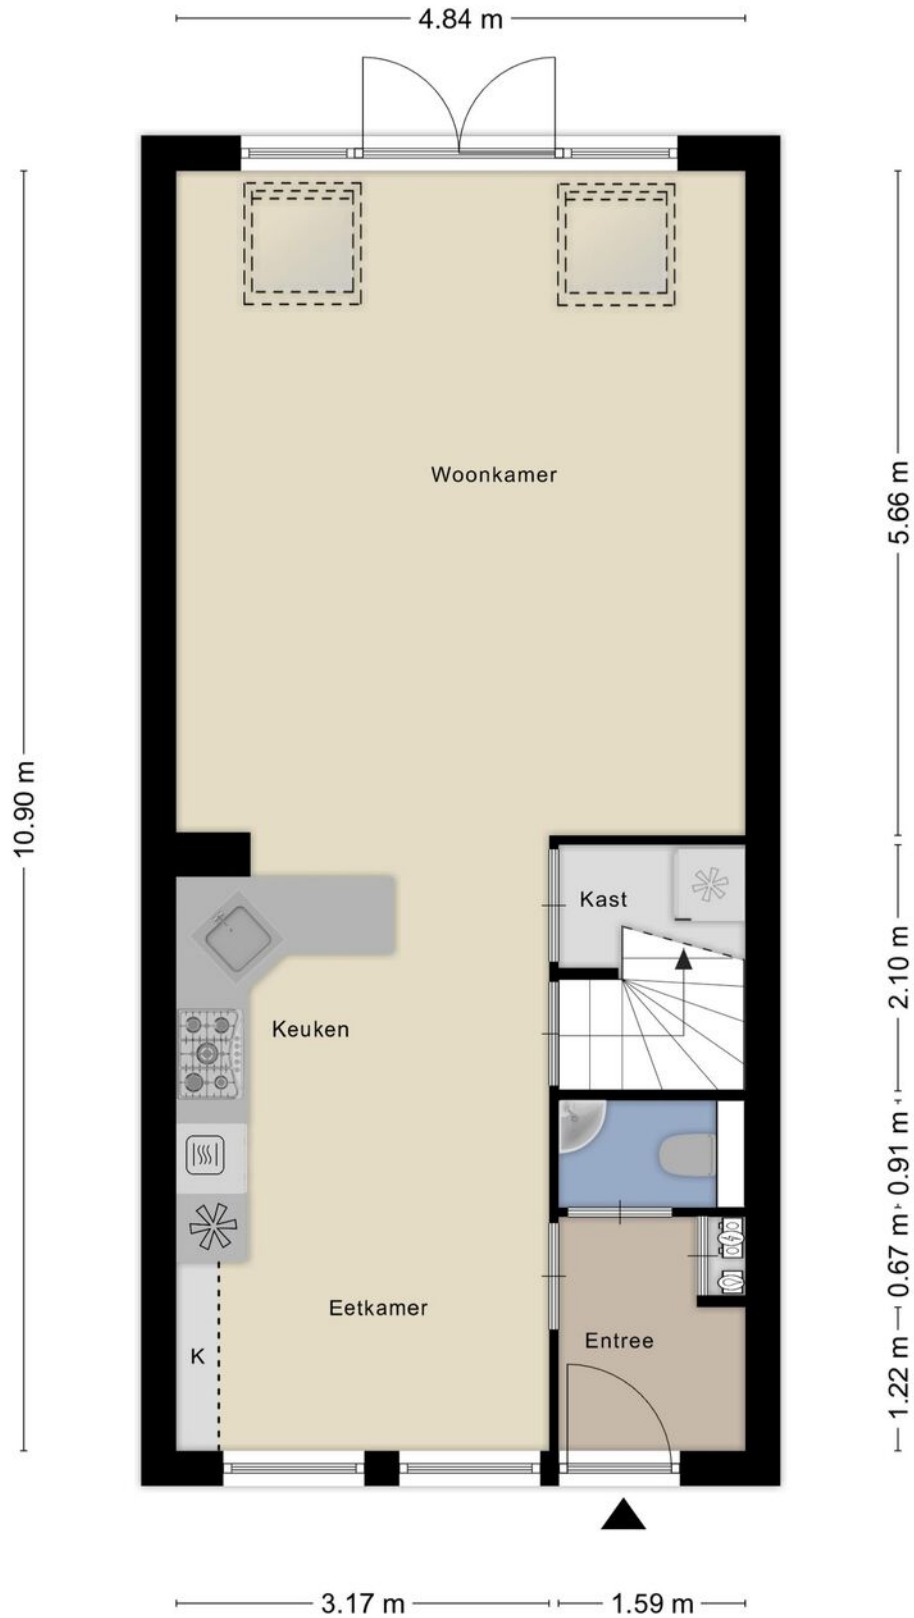 4.84 m
Woonkamer
5.66 m
10.90 m
Kast
2.10 m
Keuken
0.91 m
0.67 m
Eetkamer
Entree
K
1.22 m
3.17 m
1.59 m